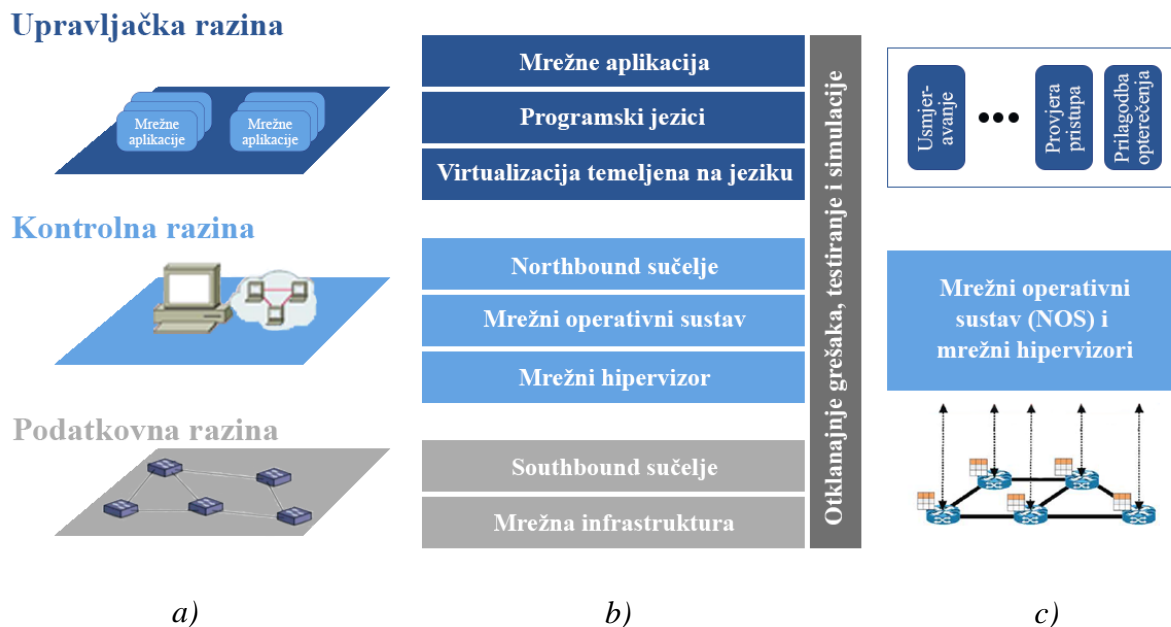 Upravljačka razina
Mrežne
aplikacije
Mrežne
aplikacije
Kontrolna razina
Podatkovna razina
a)
Mrežne aplikacija
Programski jezici
Virtualizacija temeljena na jeziku
Northbound sučelje
Mrežni operativni sustav
Mrežni hipervizor
Southbound sučelje
Mrežna infrastruktura
Otklanajnje grešaka, testiranje i simulacije
b)
Usmjer-
avanje
Provjera
pristupa
Prilagodba
opterečenja
Mrežni operativni
sustav (NOS) i
mrežni hipervizori
c)